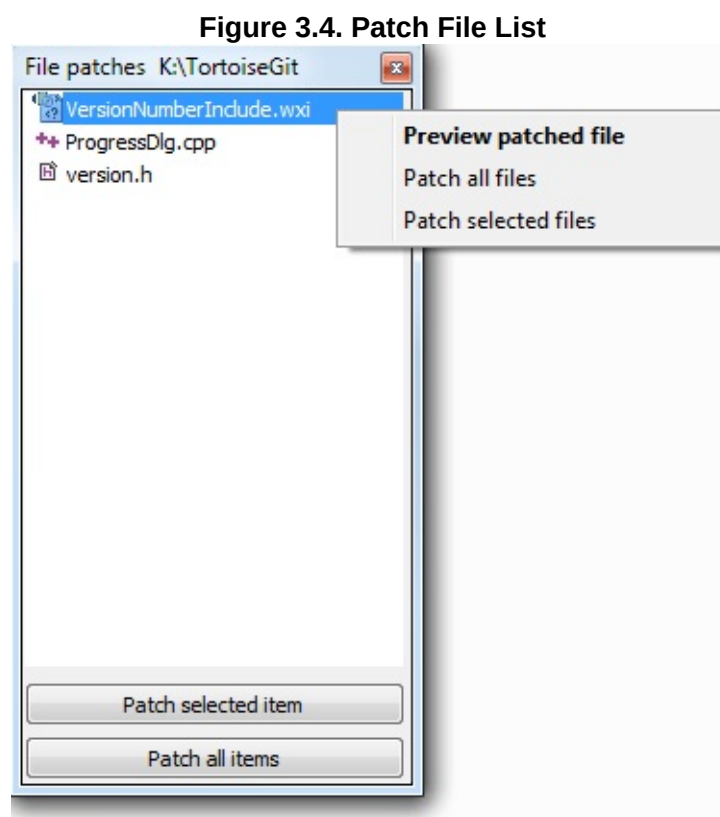 Figure 3.4. Patch File List
File patches K:\TortoiseGit
VersionNumberInclude.wxi
ProgressDlg.cpp
version.h
Preview patched file
Patch all files
Patch selected files
Patch selected item
Patch all items